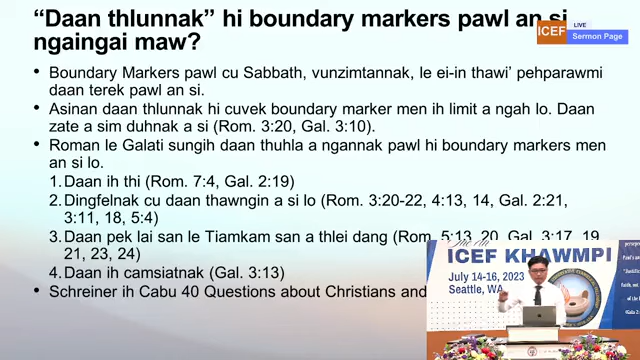 “Daan thlunnak” hi boundary markers pawl an si
ngaingai maw?
ICEF
LIVE
Sermon Page
• Boundary Markers pawl cu Sabbath, vunzimtannak, le ei-in thawi’ pehparawmi
daan terek pawl an si.
• Asinan daan thlunnak hi cuvek boundary marker men ih limit a ngah lo. Daan
zate a sim duhnak a si (Rom. 3:20, Gal. 3:10).
• Roman le Galati sungih daan thuhla a ngannak pawl hi boundary markers men
an si lo.
1. Daan ih thi (Rom. 7:4, Gal. 2:19)
2. Dingfelnak cu daan thawngin a si lo (Rom. 3:20-22, 4:13, 14, Gal. 2:21,
3:11, 18, 5:4)
3. Daan pek lai san le Tiamkam san a thlei dang (Rom. 5:13, 20, Gal. 3:17, 19,
21, 23, 24)
4. Daan ih camsiatnak (Gal. 3:13)
• Schreiner ih Cabu 40 Questions about Christians and
ICEF KHAWMPI
July 14-16, 2023
Seattle, WA